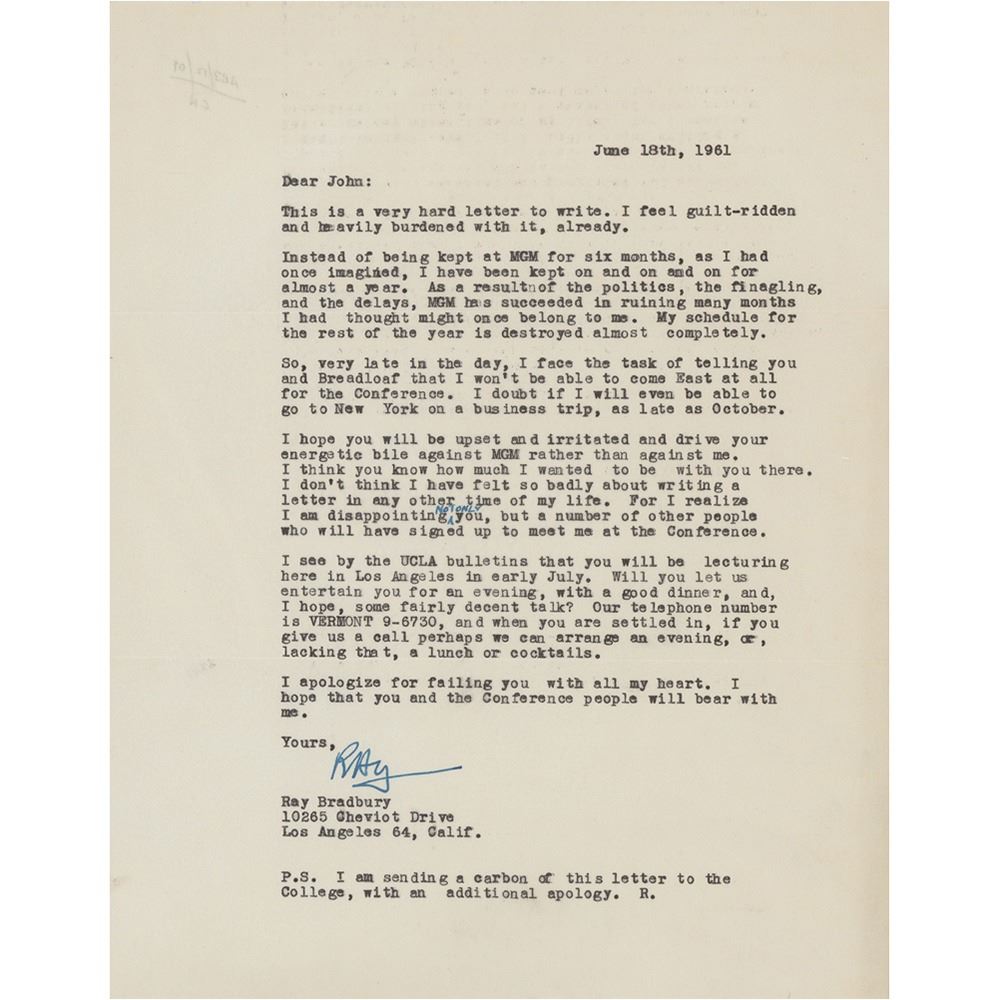 June 18th, 1961
Dear John:
This is a very hard letter to write. I feel guilt-ridden
and heavily burdened with it, already.
Instead of being kept at MGM for six months, as I had
once imagined, I have been kept on and on and on for
almost a year. As a result of the politics, the finagling,
and the delays, MGM has succeeded in ruining many months
I had thought might once belong to me. My schedule for
the rest of the year is destroyed almost completely.
So, very late in the day, I face the task of telling you
and Breadloaf that I won't be able to come East at all
for the Conference. I doubt if I will even be able to
go to New York on a business trip, as late as October.
I hope you will be upset and irritated and drive your
energetic bile against MGM rather than against me.
I think you know how much I wanted to be with you there.
I don't think I have felt so badly about writing a
letter in any other time of my life. For I realize
NOT ONLY
I am disappointing you, but a number of other people
who will have signed up to meet me at the Conference.
I see by the UCLA bulletins that you will be lecturing
here in Los Angeles in early July. Will you let us
entertain you for an evening, with a good dinner, and,
I hope, some fairly decent talk? Our telephone number
is VERMONT 9-6730, and when you are settled in, if you
give us a call perhaps we can arrange an evening, or,
lacking that, a lunch or cocktails.
I apologize for failing you with all my heart. I
hope that you and the Conference people will bear with
me.
Yours,
RAy
Ray Bradbury
10265 Cheviot Drive
Los Angeles 64, Calif.
P.S. I am sending a carbon of this letter to the
College, with an additional apology. R.